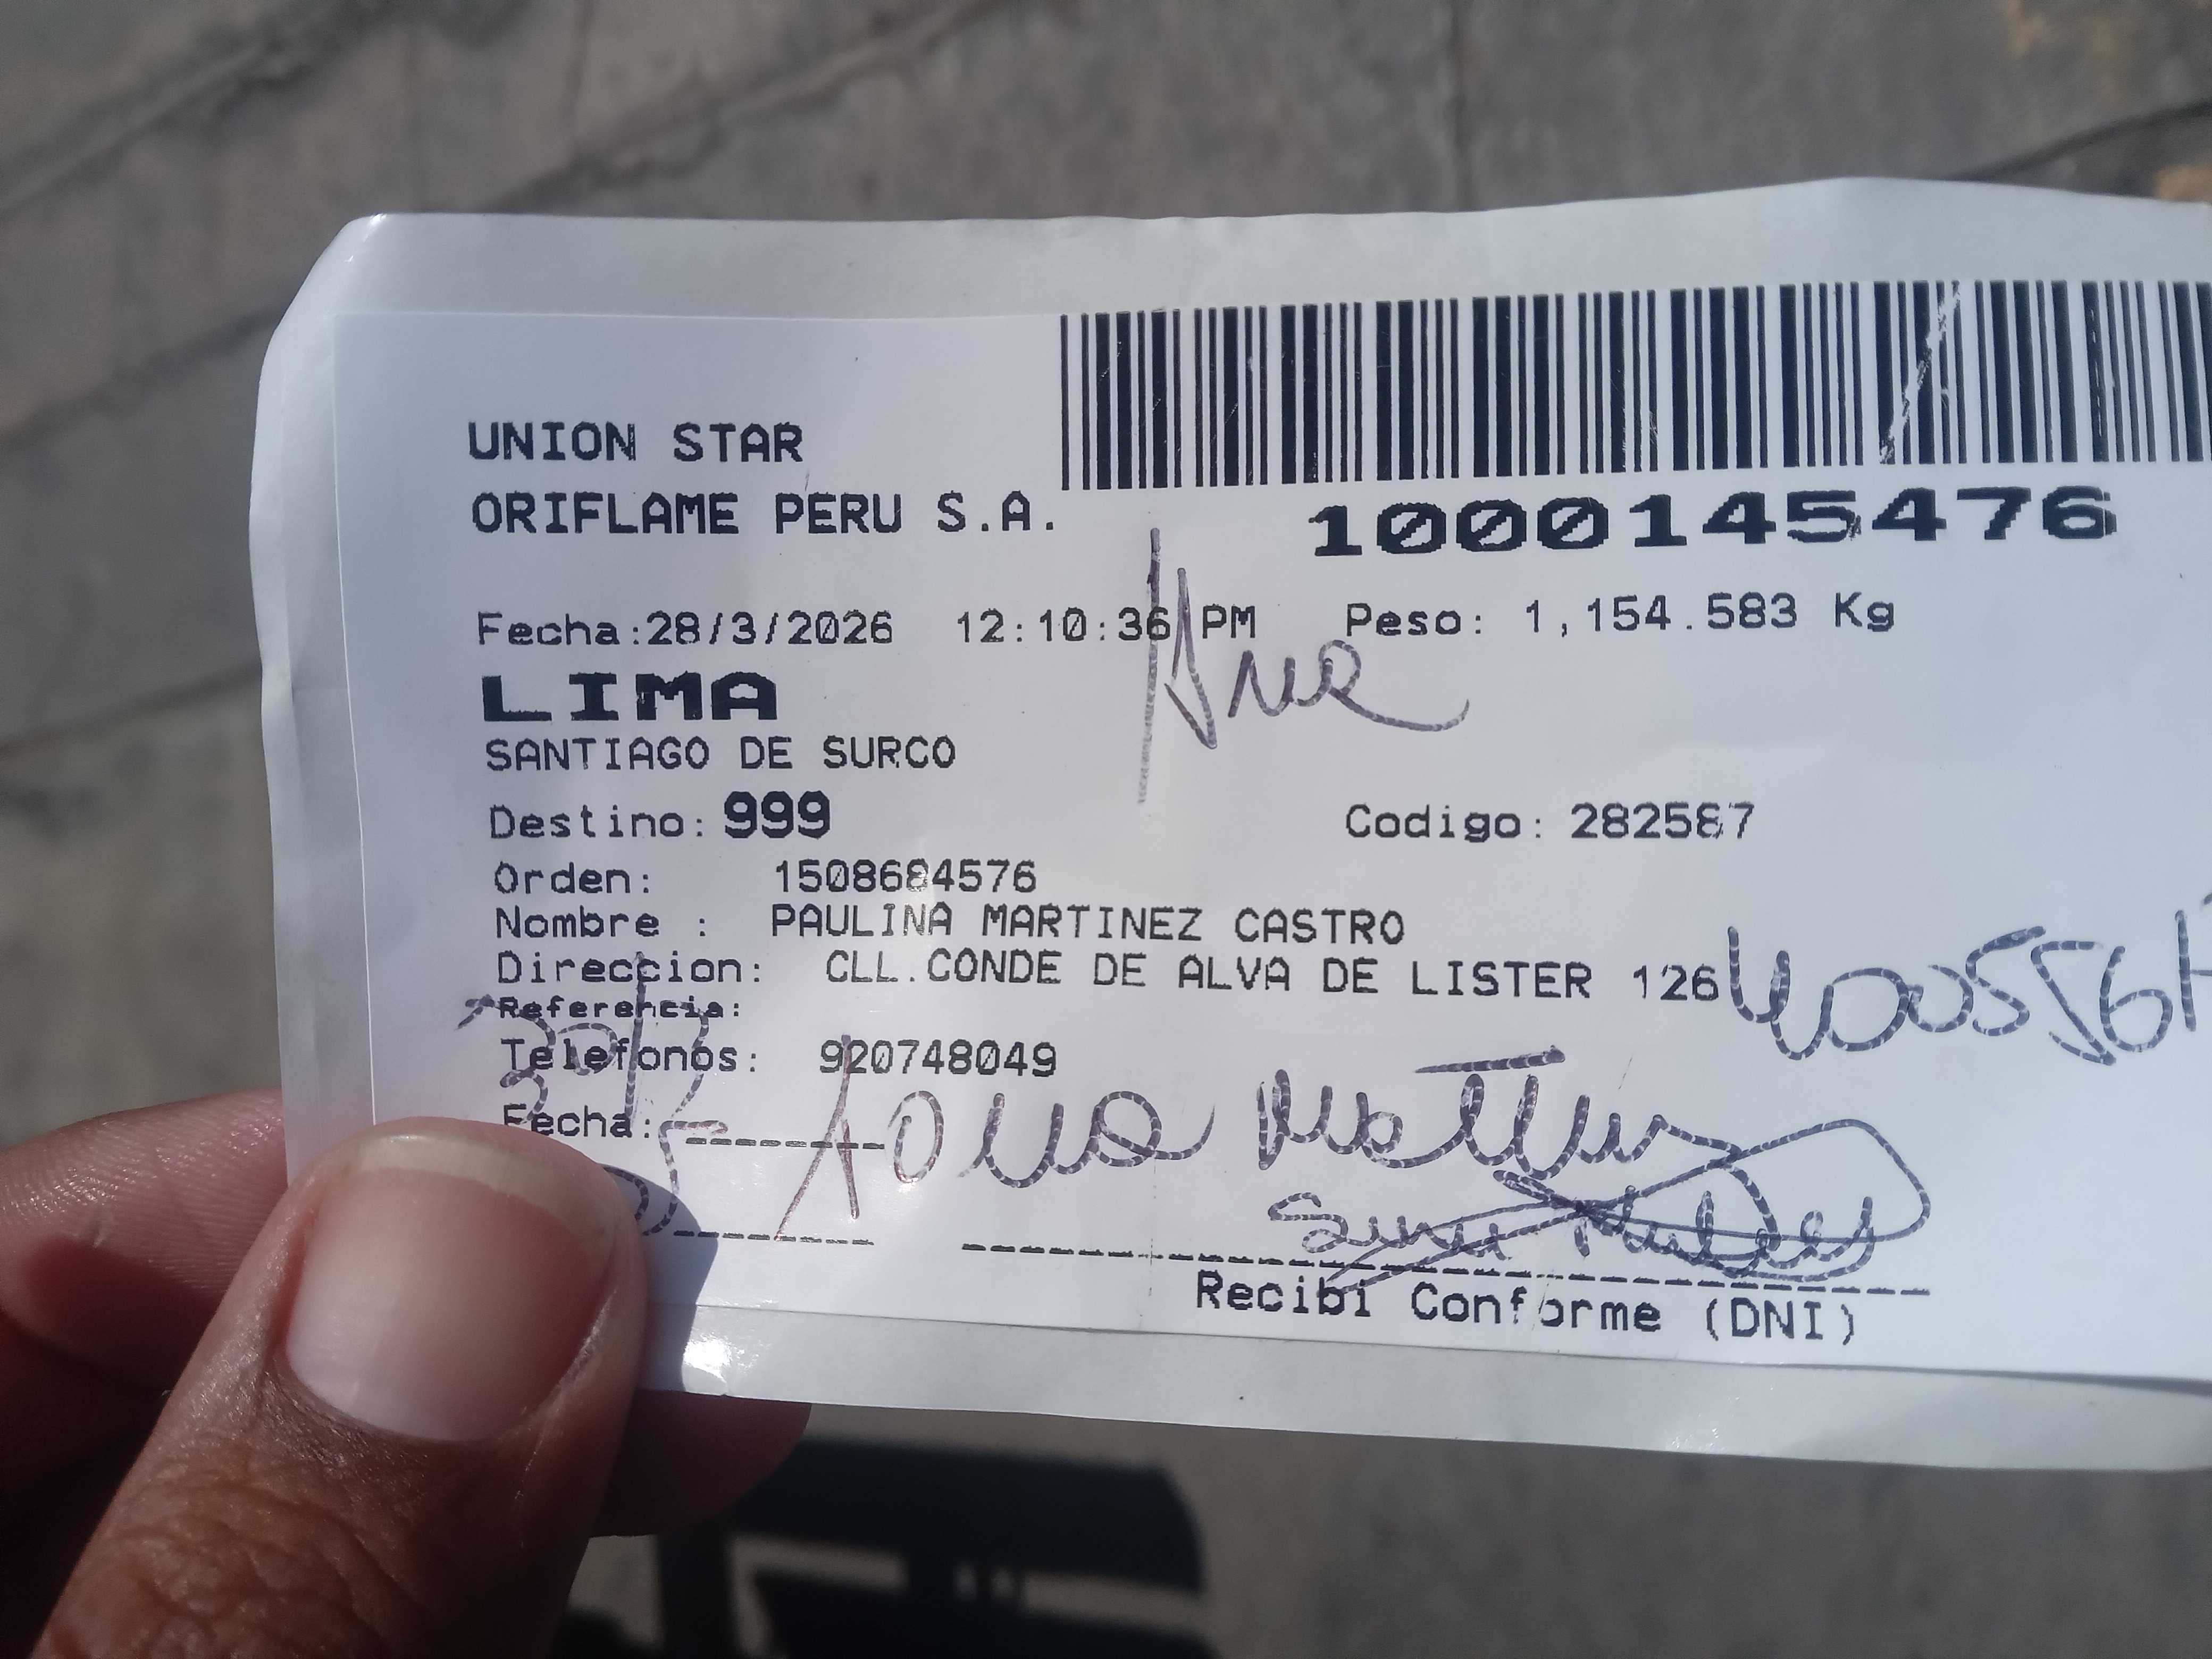 UNION STAR
ORIFLAME PERU S.A.
1000145476
Fecha:28/3/2026 12:10:36 PM Peso: 1,154.583 Kg
LIMA
SANTIAGO DE SURCO
Destino: 999 Codigo: 282567
Orden: 1508684576
Nombre : PAULINA MARTINEZ CASTRO
Direccion: CLL.CONDE DE ALVA DE LISTER 126
Referencia:
Telefonos: 920748049
Fecha:
Recibi Conforme (DNI)